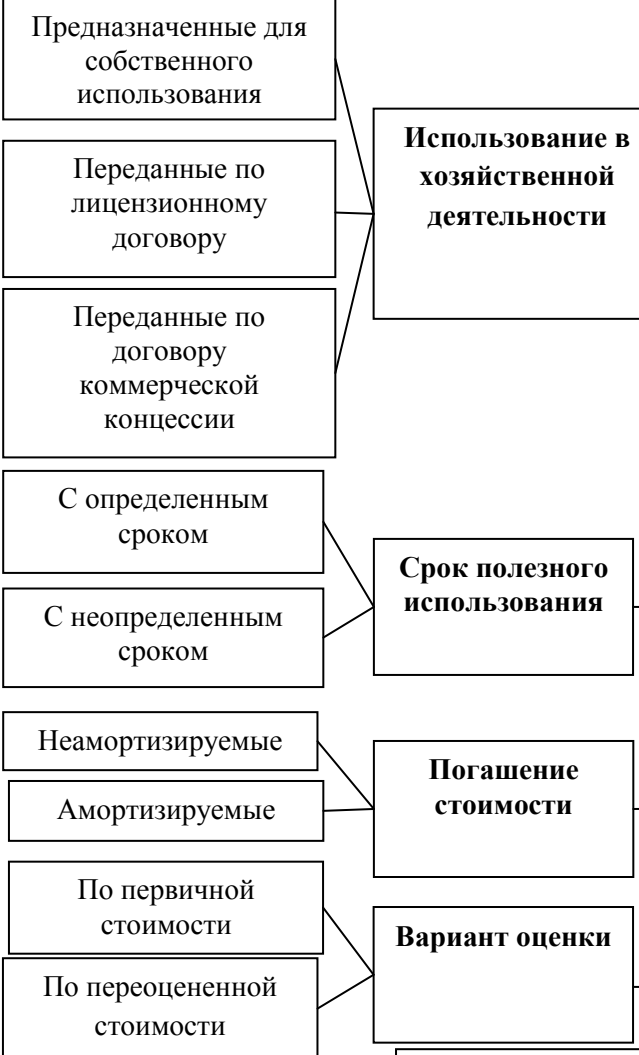 Предназначенные для
собственного
использования
Переданные по
лицензионному
договору
Переданные по
договору
коммерческой
концессии
Использование в
хозяйственной
деятельности
С определенным
сроком
С неопределенным
сроком
Срок полезного
использования
Неамортизируемые
Амортизируемые
Погашение
стоимости
По первичной
стоимости
По переоцененной
стоимости
Вариант оценки